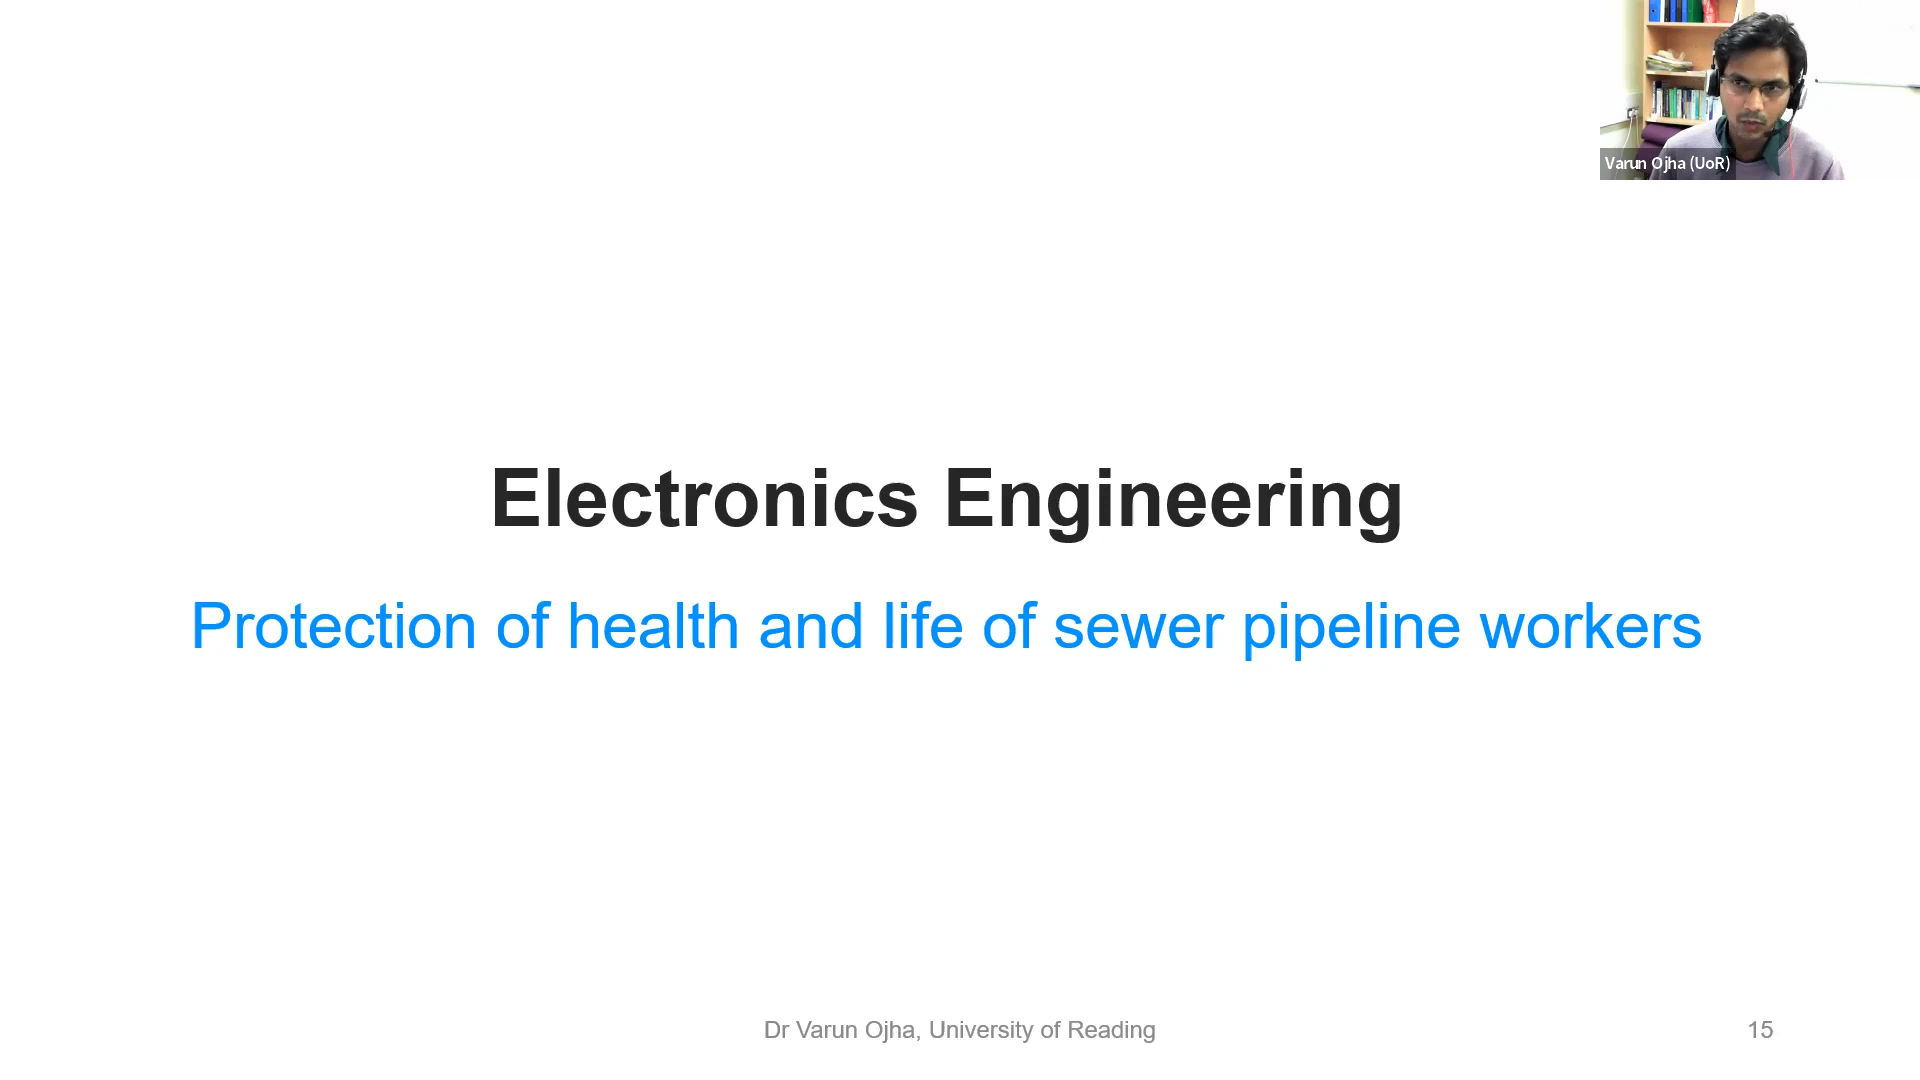 Varun Ojha (UoR)
Electronics Engineering
Protection of health and life of sewer pipeline workers
Dr Varun Ojha, University of Reading
15